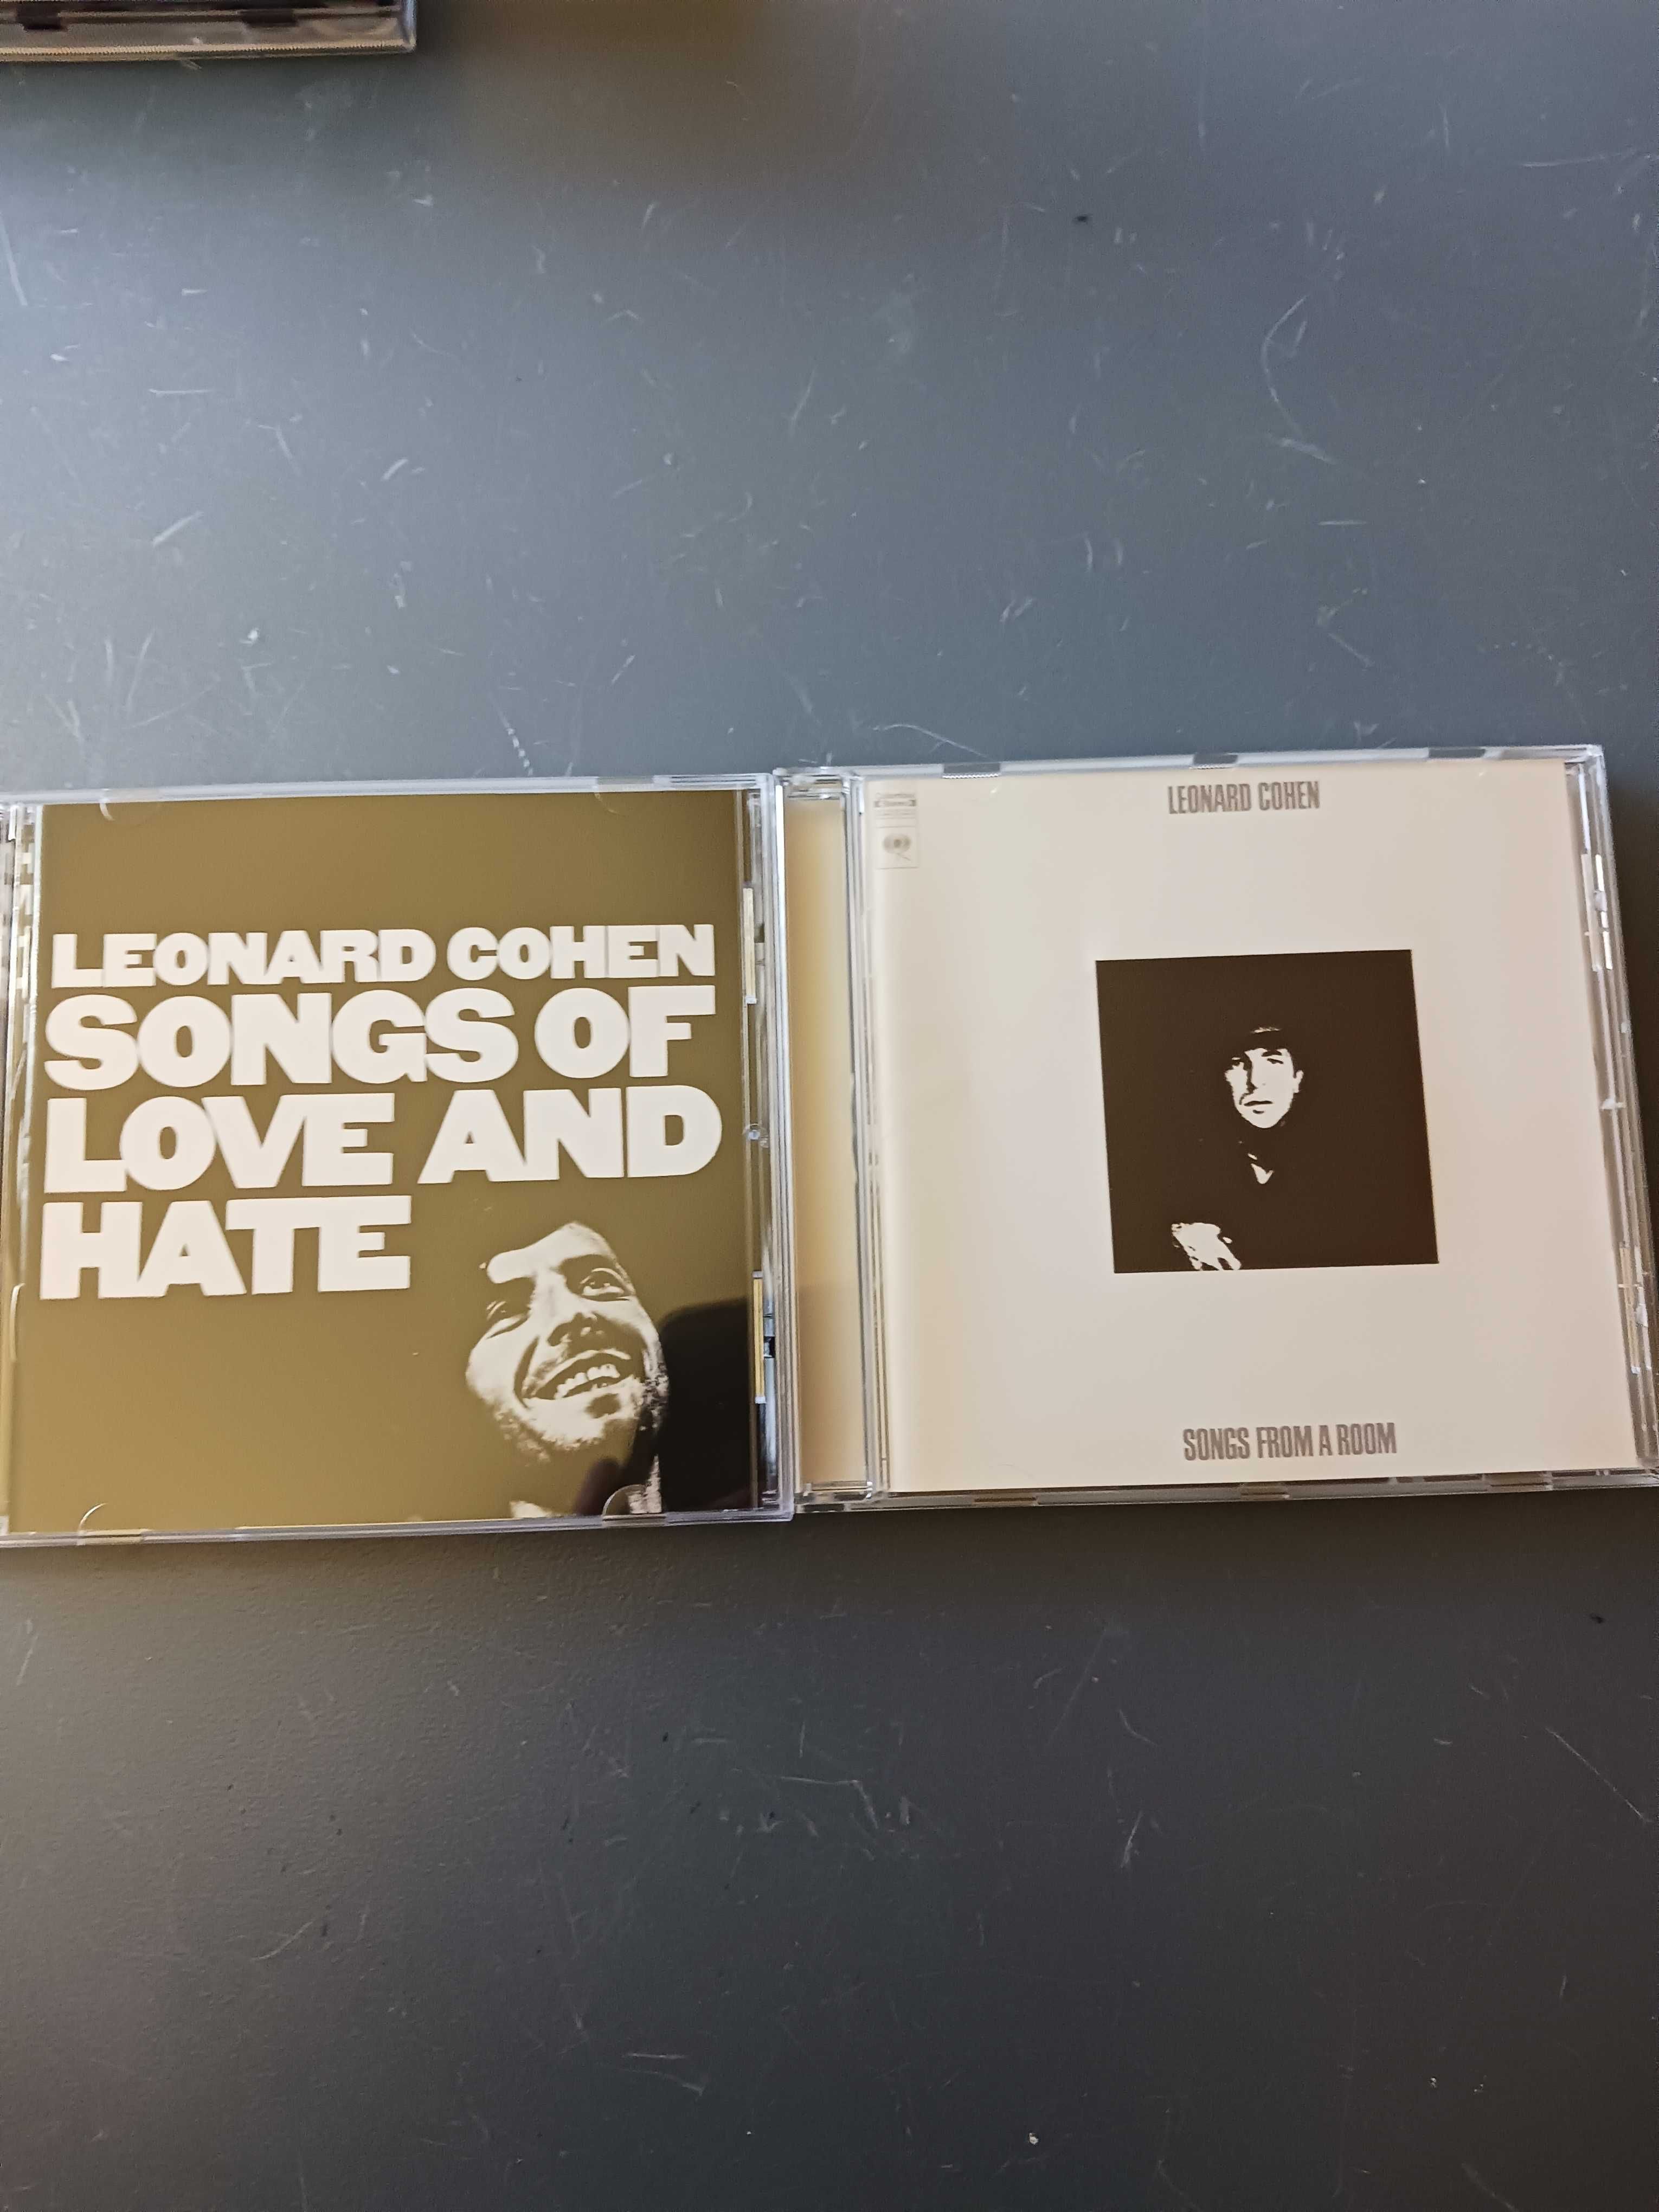 LEONARD COHEN
SONGS OF
LOVE AND
HATE
LEONARD COHEN
SONGS FROM A ROOM